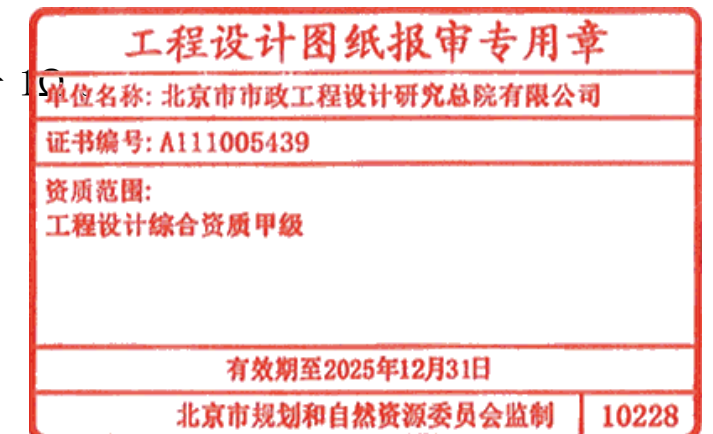 工程设计图纸报审专用章
1Ω
单位名称: 北京市市政工程设计研究总院有限公司
证书编号: A111005439
资质范围:
工程设计综合资质甲级
有效期至2025年12月31日
北京市规划和自然资源委员会监制 10228